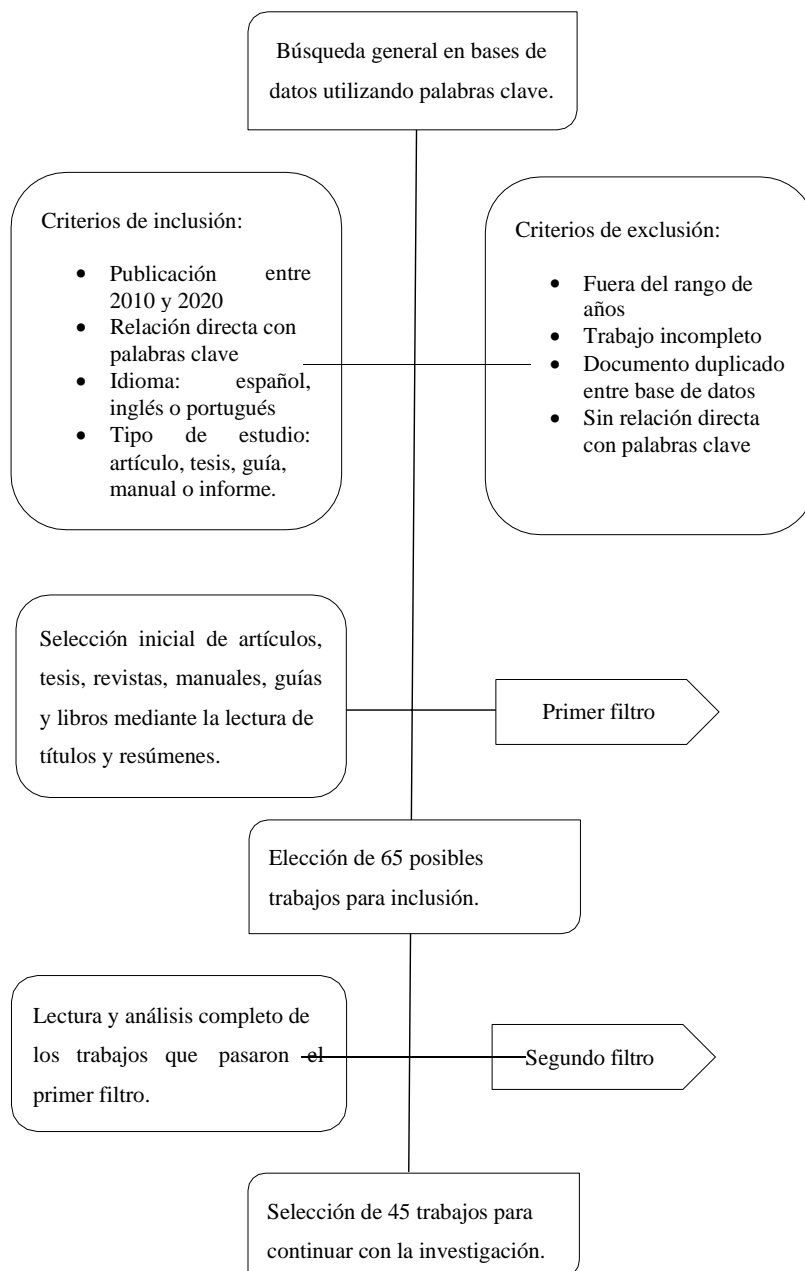 Búsqueda general en bases de
datos utilizando palabras clave.
Criterios de inclusión:
• Publicación entre
2010 y 2020
• Relación directa con
palabras clave
• Idioma: español,
inglés o portugués
• Tipo de estudio:
artículo, tesis, guía,
manual o informe.
Criterios de exclusión:
• Fuera del rango de
años
• Trabajo incompleto
• Documento duplicado
entre base de datos
• Sin relación directa
con palabras clave
Selección inicial de artículos,
tesis, revistas, manuales, guías
y libros mediante la lectura de
títulos y resúmenes.
Primer filtro
Elección de 65 posibles
trabajos para inclusión.
Lectura y análisis completo de
los trabajos que pasaron el
primer filtro.
Segundo filtro
Selección de 45 trabajos para
continuar con la investigación.